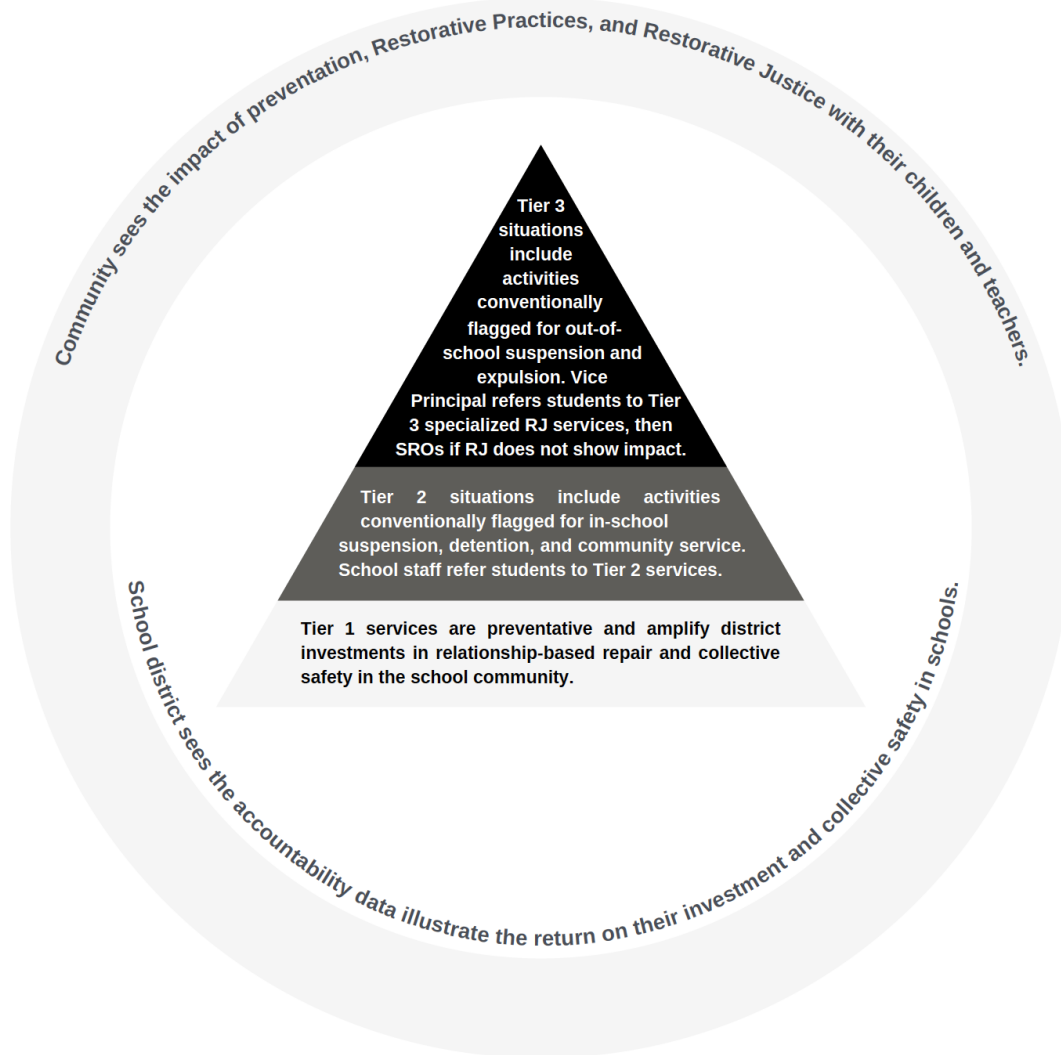 Community sees the impact of preventation, Restorative Practices, and Restorative Justice with their children and teachers.
Tier 3
situations
include
activities
conventionally
flagged for out-of-
school suspension and
expulsion. Vice
Principal refers students to Tier
3 specialized RJ services, then
SROs if RJ does not show impact.
Tier 2 situations include activities
conventionally flagged for in-school
suspension, detention, and community service.
School staff refer students to Tier 2 services.
Tier 1 services are preventative and amplify district
investments in relationship-based repair and collective
safety in the school community.
School district sees the accountability data illustrate the return on their investment and collective safety in schools.